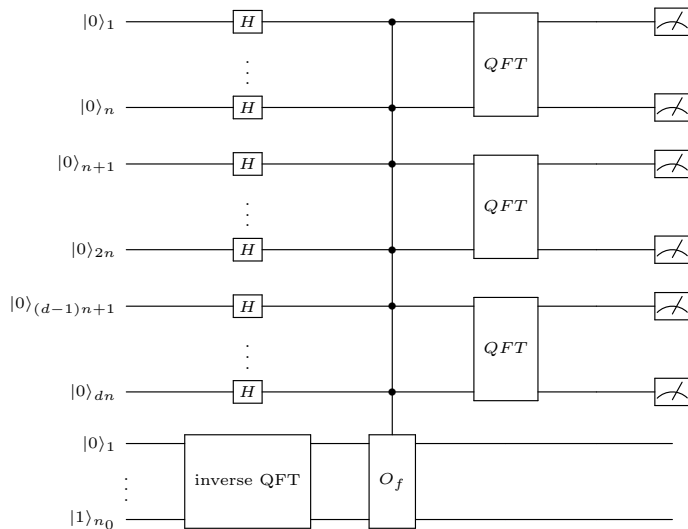 |0⟩₁ H
⋮ QFT
|0⟩ₙ H
|0⟩ₙ₊₁ H
⋮ QFT
|0⟩₂ₙ H
|0⟩₍d₋₁₎ₙ₊₁ H
⋮ QFT
|0⟩dn H
|0⟩₁
⋮ inverse QFT O_f
|1⟩n₀